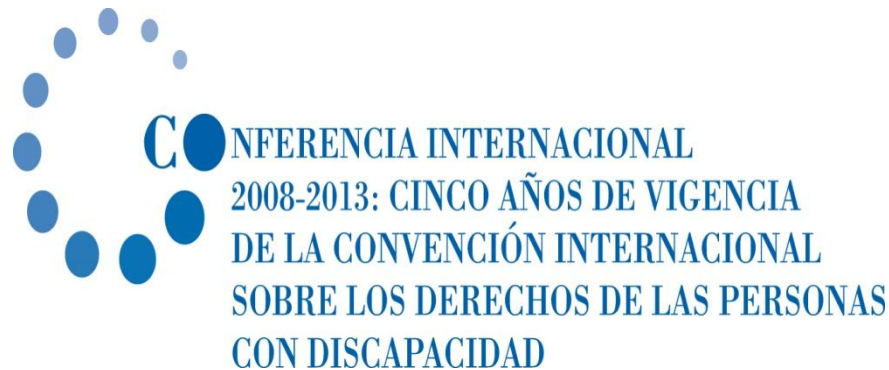 CONFERENCIA INTERNACIONAL
2008-2013: CINCO AÑOS DE VIGENCIA
DE LA CONVENCIÓN INTERNACIONAL
SOBRE LOS DERECHOS DE LAS PERSONAS
CON DISCAPACIDAD